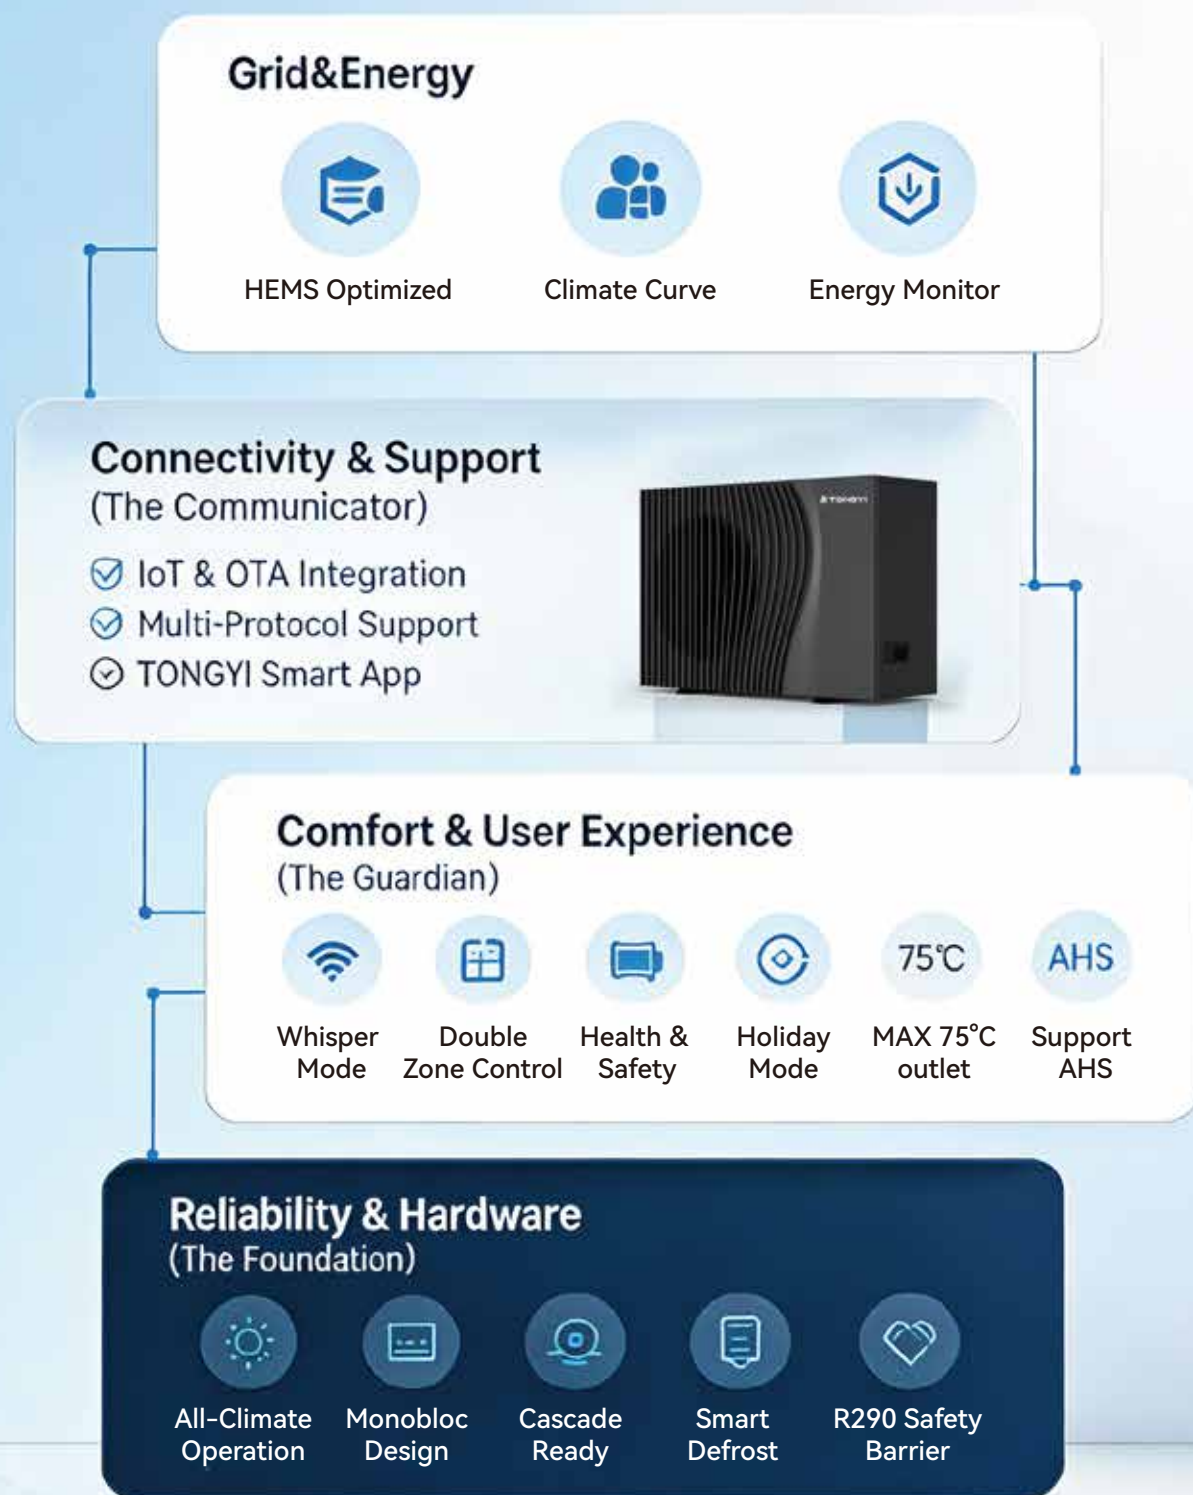 Grid&Energy
HEMS Optimized
Climate Curve
Energy Monitor
Connectivity & Support
(The Communicator)
IoT & OTA Integration
Multi-Protocol Support
TONGYI Smart App
TONGYI
Comfort & User Experience
(The Guardian)
75℃
AHS
Whisper
Mode
Double
Zone Control
Health &
Safety
Holiday
Mode
MAX 75℃
outlet
Support
AHS
Reliability & Hardware
(The Foundation)
All-Climate
Operation
Monobloc
Design
Cascade
Ready
Smart
Defrost
R290 Safety
Barrier